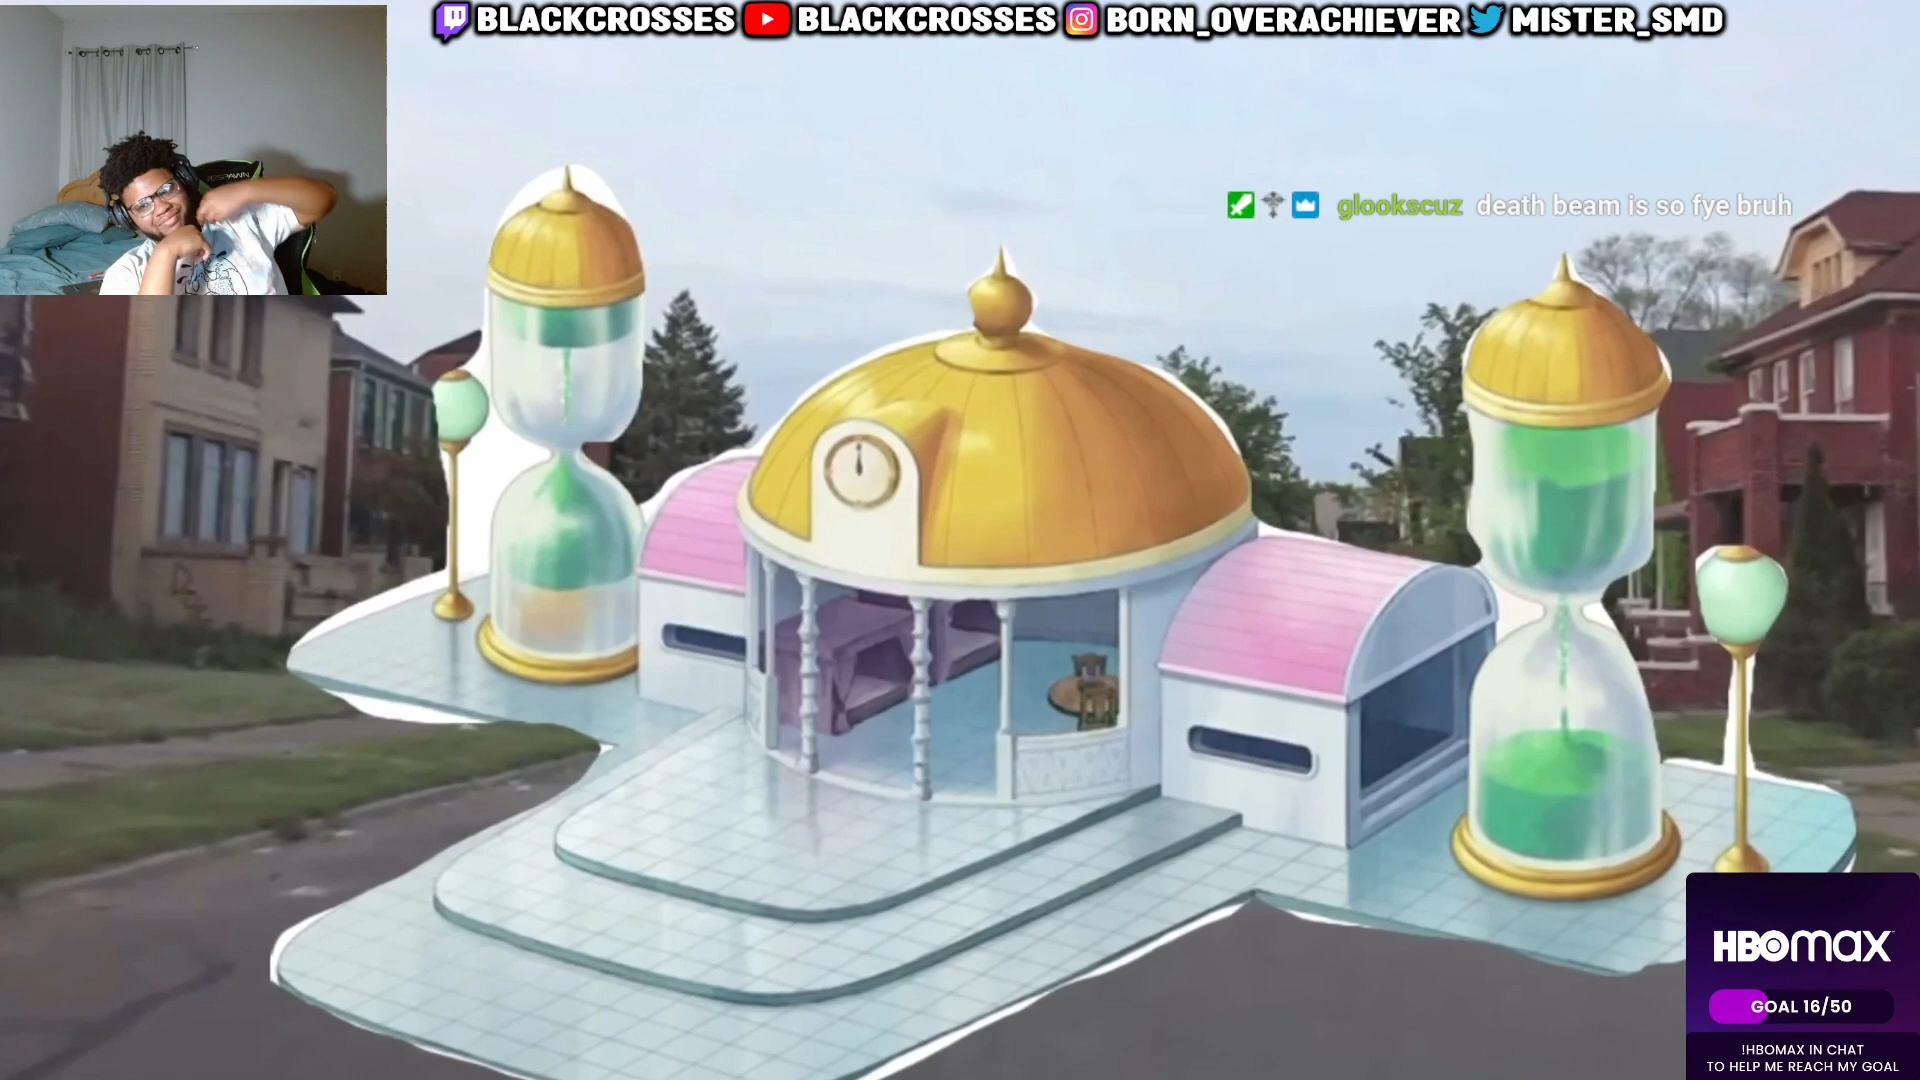 BLACKCROSSES BLACKCROSSES BORN_OVERACHIEVER MISTER_SMD
RESPAWN
glookscuz death beam is so fye bruh
HBOMAX
GOAL 16/50
!HBOMAX IN CHAT
TO HELP ME REACH MY GOAL